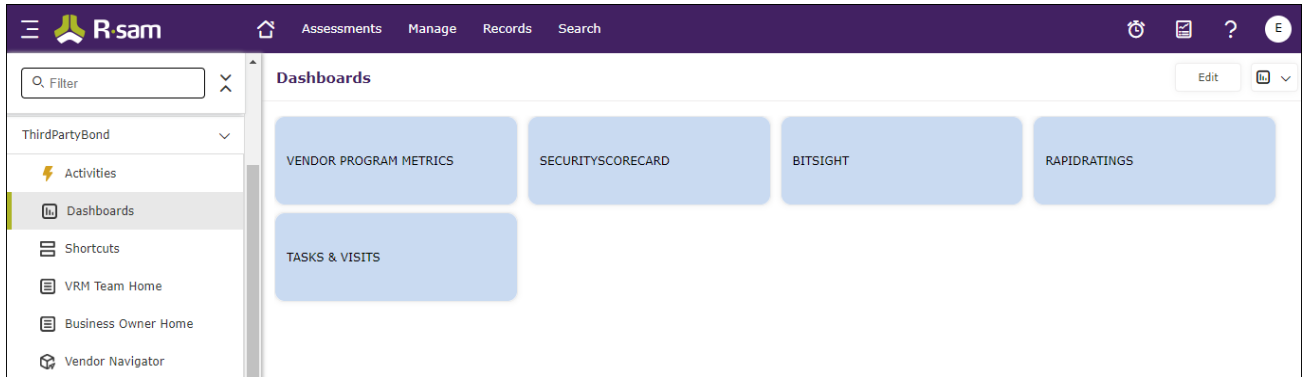 R·sam
Assessments Manage Records Search
E
Filter
Dashboards
Edit
ThirdPartyBond
Activities
Dashboards
Shortcuts
VRM Team Home
Business Owner Home
Vendor Navigator
VENDOR PROGRAM METRICS
SECURITYSCORECARD
BITSIGHT
RAPIDRATINGS
TASKS & VISITS